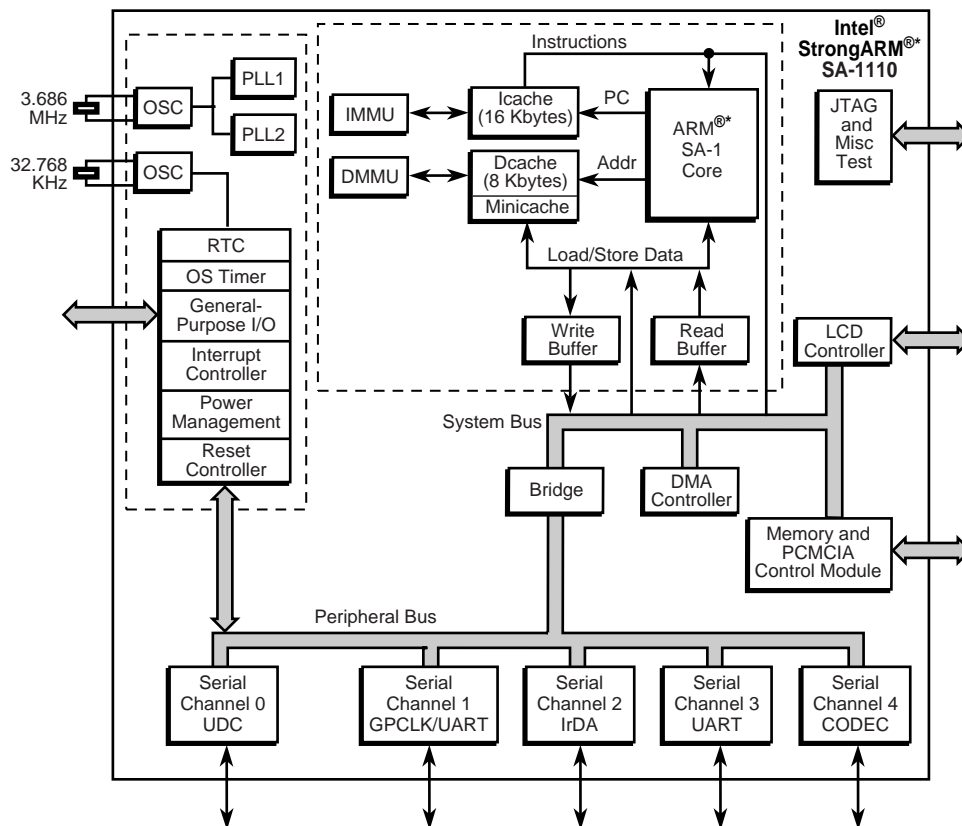 Intel®
StrongARM®*
SA-1110
Instructions
3.686
MHz
OSC
PLL1
PLL2
32.768
KHz
OSC
IMMU
Icache
(16 Kbytes)
PC
ARM®*
SA-1
Core
JTAG
and
Misc
Test
DMMU
Dcache
(8 Kbytes)
Minicache
Addr
Load/Store Data
RTC
OS Timer
General-
Purpose I/O
Interrupt
Controller
Power
Management
Reset
Controller
Write
Buffer
Read
Buffer
LCD
Controller
System Bus
Bridge
DMA
Controller
Memory and
PCMCIA
Control Module
Peripheral Bus
Serial
Channel 0
UDC
Serial
Channel 1
GPCLK/UART
Serial
Channel 2
IrDA
Serial
Channel 3
UART
Serial
Channel 4
CODEC